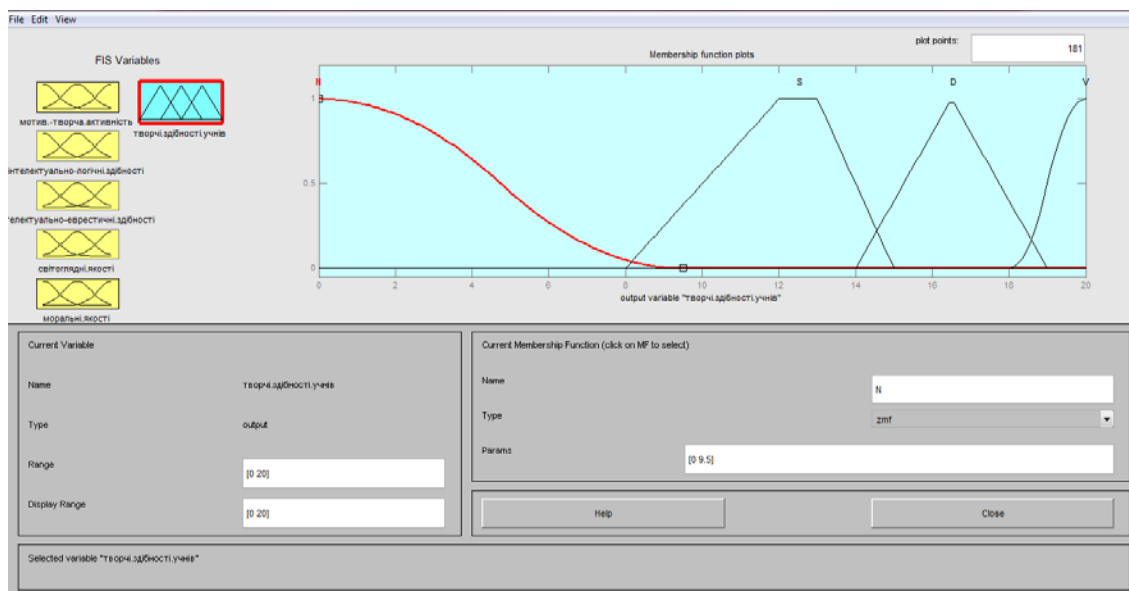 File Edit View
plot points:
181
FIS Variables
Membership function plots
N
S
D
V
1
0.5
0
0 2 4 6 8 10 12 14 16 18 20
output variable "творчі.здібності.учнів"
мотив.-творча.активність
творчі.здібності.учнів
інтелектуально-логічні.здібності
телектуально-евристичні.здібності
світоглядні.якості
моральні.якості
Current Variable
Name
творчі.здібності.учнів
Type
output
Range
[0 20]
Display Range
[0 20]
Current Membership Function (click on MF to select)
Name
N
Type
zmf
Params
[0 9.5]
Help
Close
Selected variable "творчі.здібності.учнів"